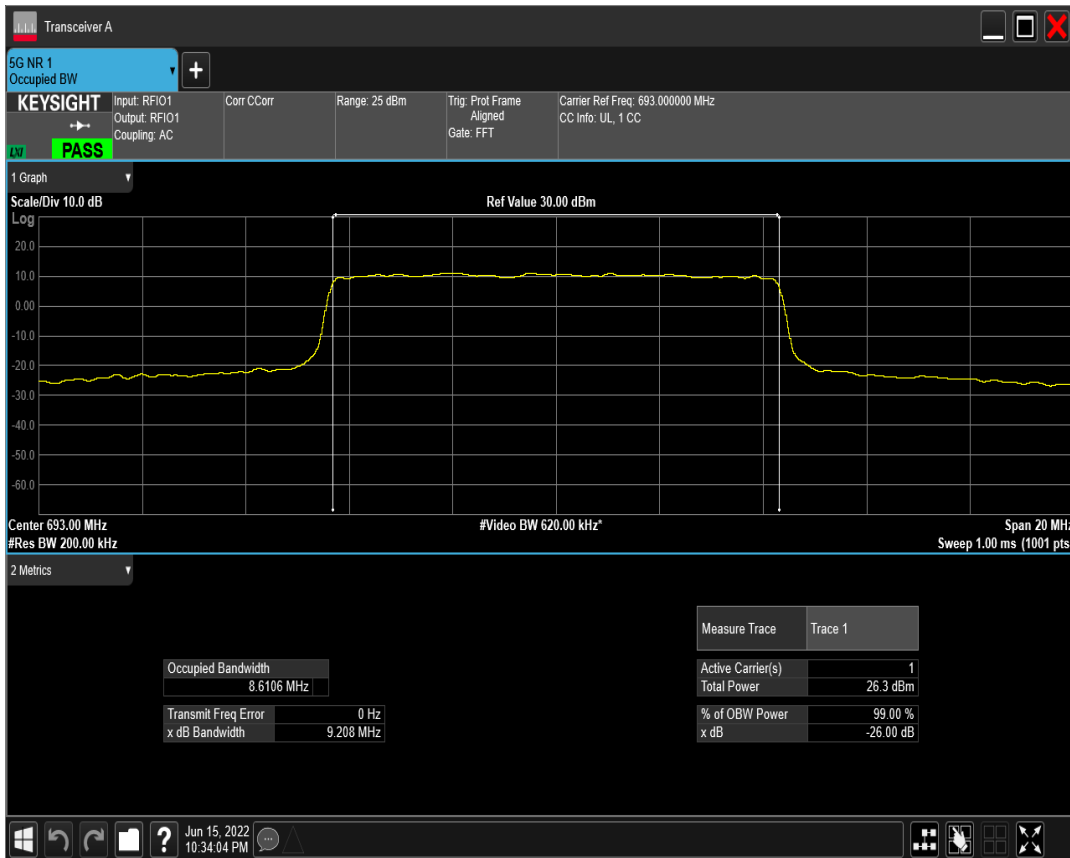 Transceiver A
5G NR 1
Occupied BW
KEYSIGHT
LXI
PASS
Input: RFIO1
Output: RFIO1
Coupling: AC
Corr CCorr
Range: 25 dBm
Trig: Prot Frame
Aligned
Gate: FFT
Carrier Ref Freq: 693.000000 MHz
CC Info: UL, 1 CC
1 Graph
Scale/Div 10.0 dB
Ref Value 30.00 dBm
Log
20.0
10.0
0.00
-10.0
-20.0
-30.0
-40.0
-50.0
-60.0
Center 693.00 MHz
#Video BW 620.00 kHz*
Span 20 MHz
#Res BW 200.00 kHz
Sweep 1.00 ms (1001 pts
2 Metrics
Measure Trace Trace 1
Occupied Bandwidth
8.6106 MHz
Active Carrier(s) 1
Total Power 26.3 dBm
Transmit Freq Error 0 Hz
x dB Bandwidth 9.208 MHz
% of OBW Power 99.00 %
x dB -26.00 dB
?
Jun 15, 2022
10:34:04 PM